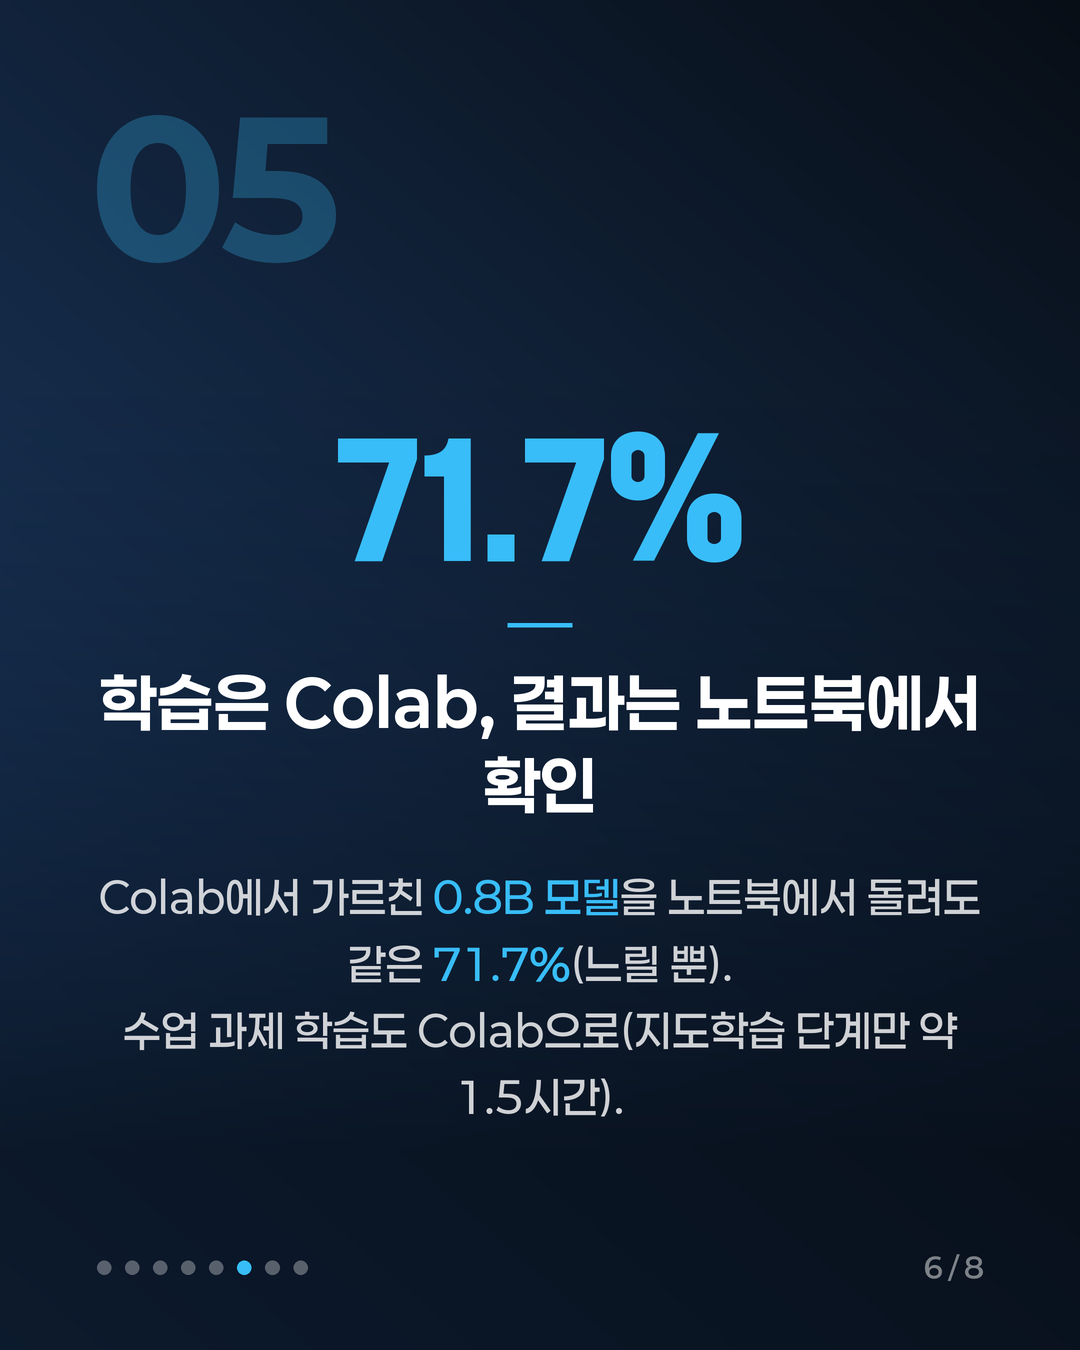 05
71.7%
학습은 Colab, 결과는 노트북에서
확인
Colab에서 가르친 0.8B 모델을 노트북에서 돌려도
같은 71.7%(느릴 뿐).
수업 과제 학습도 Colab으로(지도학습 단계만 약
1.5시간).
6/8